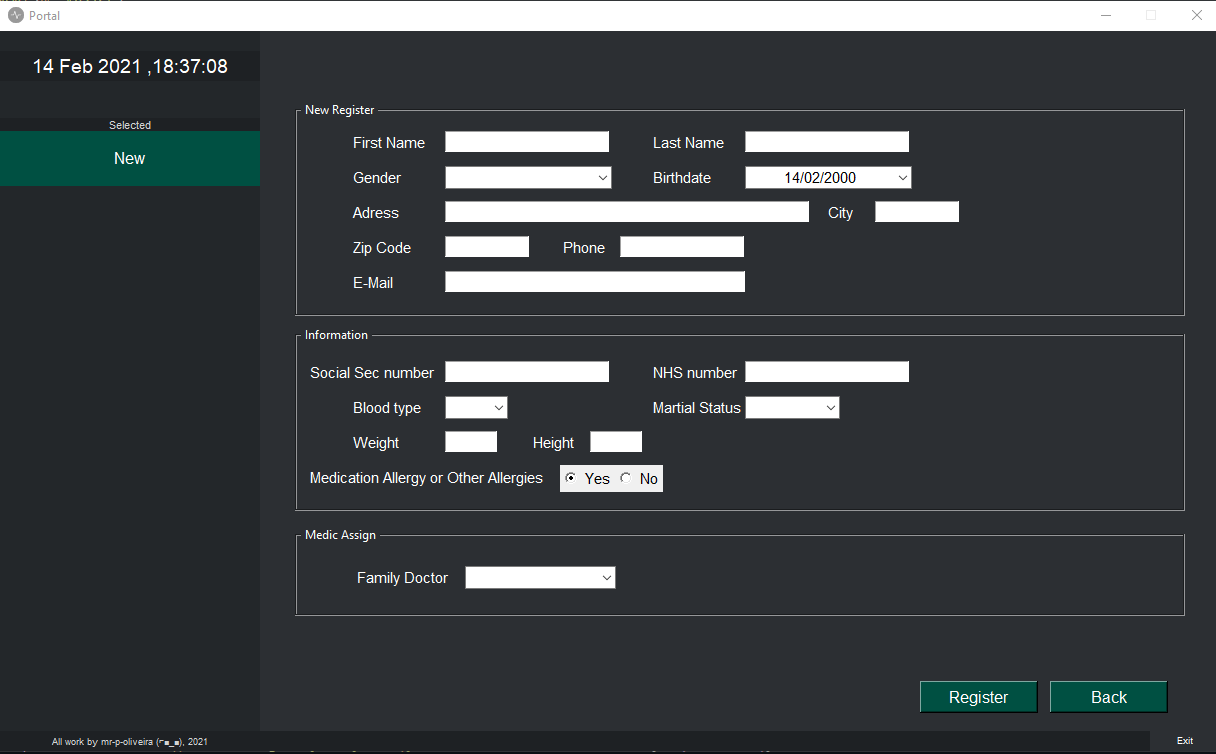 Portal
14 Feb 2021 ,18:37:08
Selected
New
New Register
First Name
Last Name
Gender
Birthdate
14/02/2000
Adress
City
Zip Code
Phone
E-Mail
Information
Social Sec number
NHS number
Blood type
Martial Status
Weight
Height
Medication Allergy or Other Allergies
Yes
No
Medic Assign
Family Doctor
Register
Back
All work by mr-p-oliveira (⌐■_■), 2021
Exit